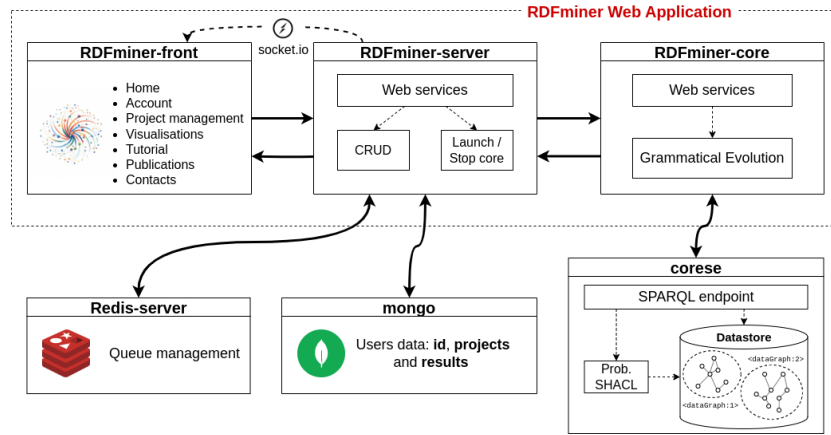 RDFminer Web Application
socket.io
RDFminer-front
Home
Account
Project management
Visualisations
Tutorial
Publications
Contacts
RDFminer-server
Web services
CRUD
Launch /
Stop core
RDFminer-core
Web services
Grammatical Evolution
Redis-server
Queue management
mongo
Users data: id, projects
and results
corese
SPARQL endpoint
Datastore
Prob.
SHACL
<dataGraph:2>
<dataGraph:1>